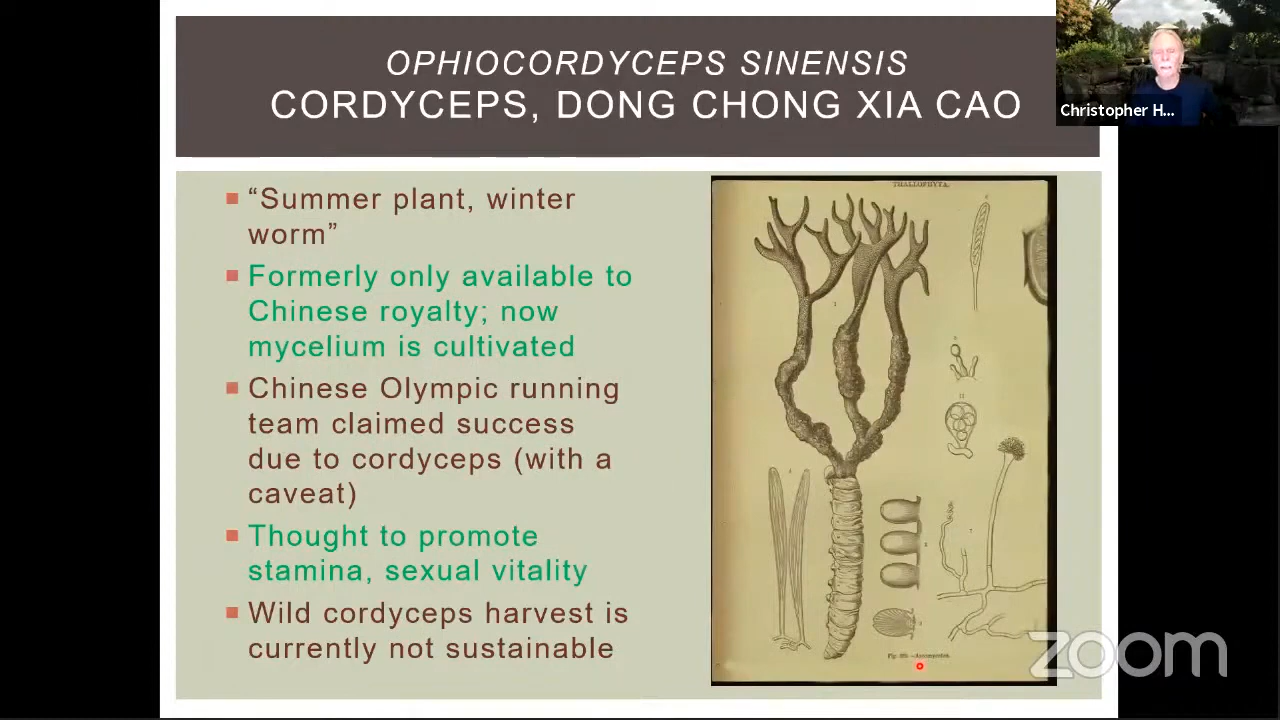 OPHIOCORDYCEPS SINENSIS
CORDYCEPS, DONG CHONG XIA CAO
Christopher H...
“Summer plant, winter
worm”
Formerly only available to
Chinese royalty; now
mycelium is cultivated
Chinese Olympic running
team claimed success
due to cordyceps (with a
caveat)
Thought to promote
stamina, sexual vitality
Wild cordyceps harvest is
currently not sustainable
THALLOPHYTA.
zoom